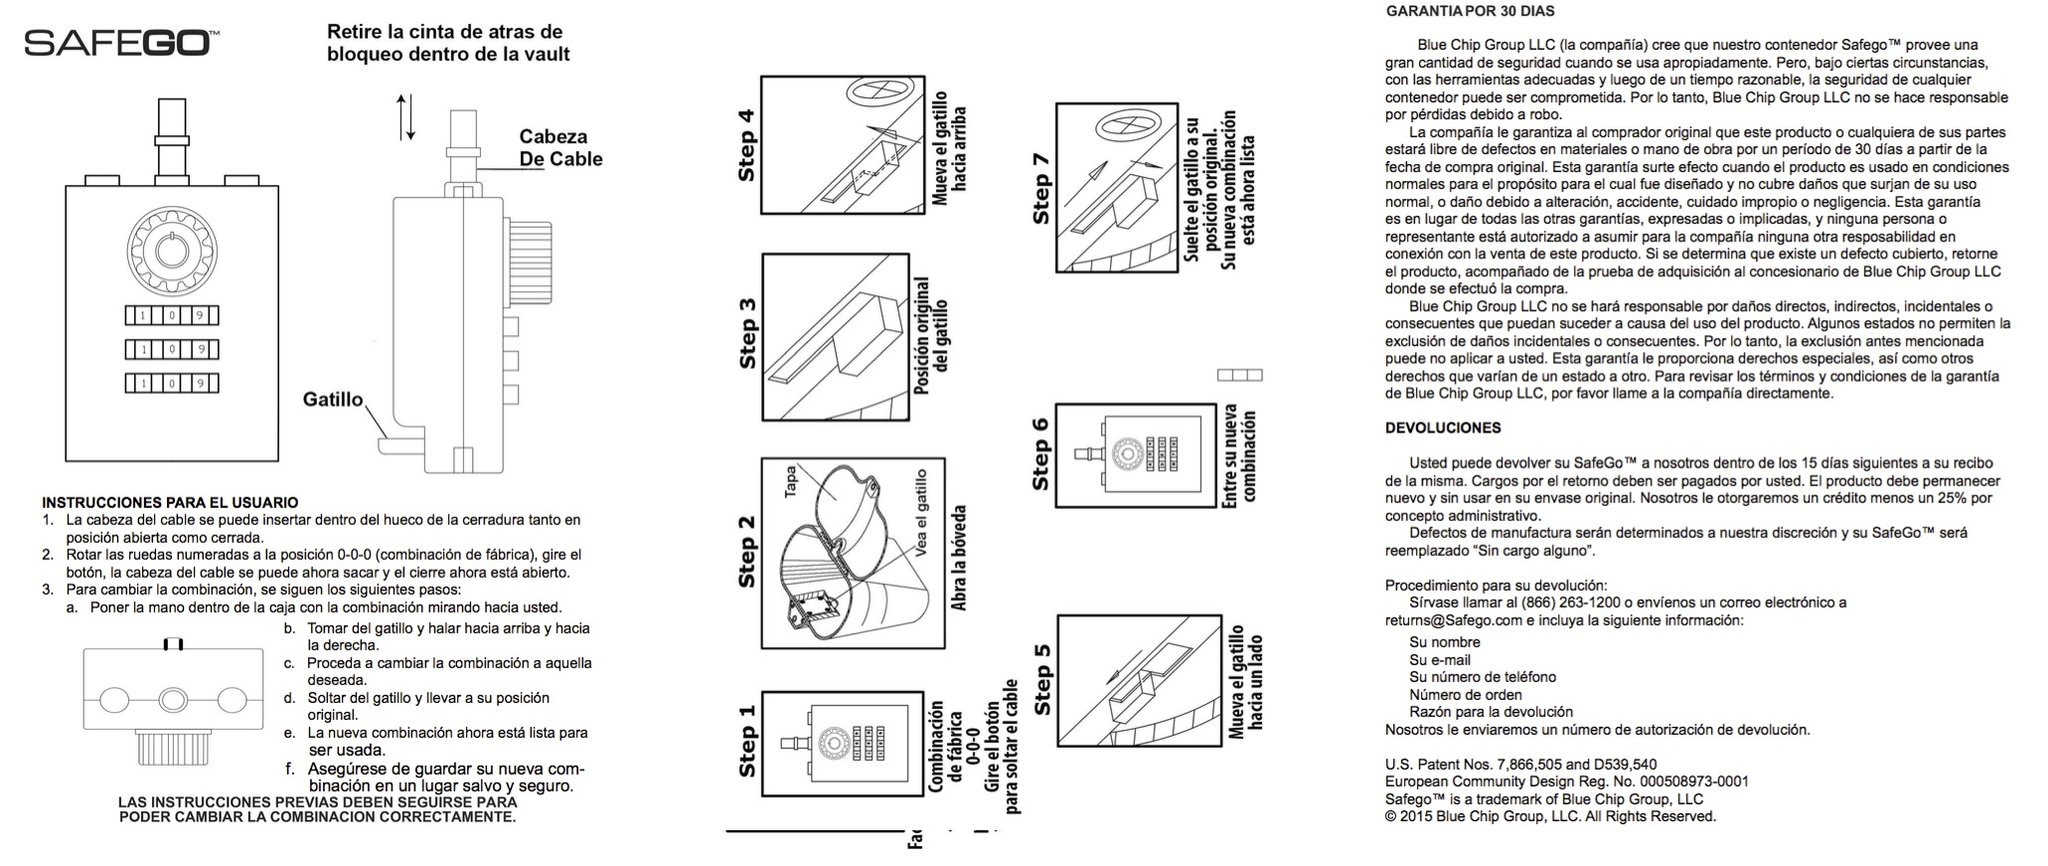 SAFEGO™
Retire la cinta de atras de
bloqueo dentro de la vault
Cabeza
De Cable
Gatillo
1 0 9
1 0 9
1 0 9
INSTRUCCIONES PARA EL USUARIO
1. La cabeza del cable se puede insertar dentro del hueco de la cerradura tanto en
posición abierta como cerrada.
2. Rotar las ruedas numeradas a la posición 0-0-0 (combinación de fábrica), gire el
botón, la cabeza del cable se puede ahora sacar y el cierre ahora está abierto.
3. Para cambiar la combinación, se siguen los siguientes pasos:
a. Poner la mano dentro de la caja con la combinación mirando hacia usted.
b. Tomar del gatillo y halar hacia arriba y hacia
la derecha.
c. Proceda a cambiar la combinación a aquella
deseada.
d. Soltar del gatillo y llevar a su posición
original.
e. La nueva combinación ahora está lista para
ser usada.
f. Asegúrese de guardar su nueva com-
binación en un lugar salvo y seguro.
LAS INSTRUCCIONES PREVIAS DEBEN SEGUIRSE PARA
PODER CAMBIAR LA COMBINACION CORRECTAMENTE.
Step 1
Combinación
de fábrica
0-0-0
Gire el botón
para soltar el cable
Step 2
Tapa
Vea el gatillo
Abra la bóveda
Step 3
Posición original
del gatillo
Step 4
Mueva el gatillo
hacia arriba
Step 5
Mueva el gatillo
hacia un lado
Step 6
Entre su nueva
combinación
Step 7
Suelte el gatillo a su
posición original.
Su nueva combinación
está ahora lista
GARANTIA POR 30 DIAS
Blue Chip Group LLC (la compañía) cree que nuestro contenedor Safego™ provee una
gran cantidad de seguridad cuando se usa apropiadamente. Pero, bajo ciertas circunstancias,
con las herramientas adecuadas y luego de un tiempo razonable, la seguridad de cualquier
contenedor puede ser comprometida. Por lo tanto, Blue Chip Group LLC no se hace responsable
por pérdidas debido a robo.
La compañía le garantiza al comprador original que este producto o cualquiera de sus partes
estará libre de defectos en materiales o mano de obra por un período de 30 días a partir de la
fecha de compra original. Esta garantía surte efecto cuando el producto es usado en condiciones
normales para el propósito para el cual fue diseñado y no cubre daños que surjan de su uso
normal, o daño debido a alteración, accidente, cuidado impropio o negligencia. Esta garantía
es en lugar de todas las otras garantías, expresadas o implicadas, y ninguna persona o
representante está autorizado a asumir para la compañía ninguna otra resposabilidad en
conexión con la venta de este producto. Si se determina que existe un defecto cubierto, retorne
el producto, acompañado de la prueba de adquisición al concesionario de Blue Chip Group LLC
donde se efectuó la compra.
Blue Chip Group LLC no se hará responsable por daños directos, indirectos, incidentales o
consecuentes que puedan suceder a causa del uso del producto. Algunos estados no permiten la
exclusión de daños incidentales o consecuentes. Por lo tanto, la exclusión antes mencionada
puede no aplicar a usted. Esta garantía le proporciona derechos especiales, así como otros
derechos que varían de un estado a otro. Para revisar los términos y condiciones de la garantía
de Blue Chip Group LLC, por favor llame a la compañía directamente.
DEVOLUCIONES
Usted puede devolver su SafeGo™ a nosotros dentro de los 15 días siguientes a su recibo
de la misma. Cargos por el retorno deben ser pagados por usted. El producto debe permanecer
nuevo y sin usar en su envase original. Nosotros le otorgaremos un crédito menos un 25% por
concepto administrativo.
Defectos de manufactura serán determinados a nuestra discreción y su SafeGo™ será
reemplazado “Sin cargo alguno”.
Procedimiento para su devolución:
Sírvase llamar al (866) 263-1200 o envíenos un correo electrónico a
returns@Safego.com e incluya la siguiente información:
Su nombre
Su e-mail
Su número de teléfono
Número de orden
Razón para la devolución
Nosotros le enviaremos un número de autorización de devolución.
U.S. Patent Nos. 7,866,505 and D539,540
European Community Design Reg. No. 000508973-0001
Safego™ is a trademark of Blue Chip Group, LLC
© 2015 Blue Chip Group, LLC. All Rights Reserved.